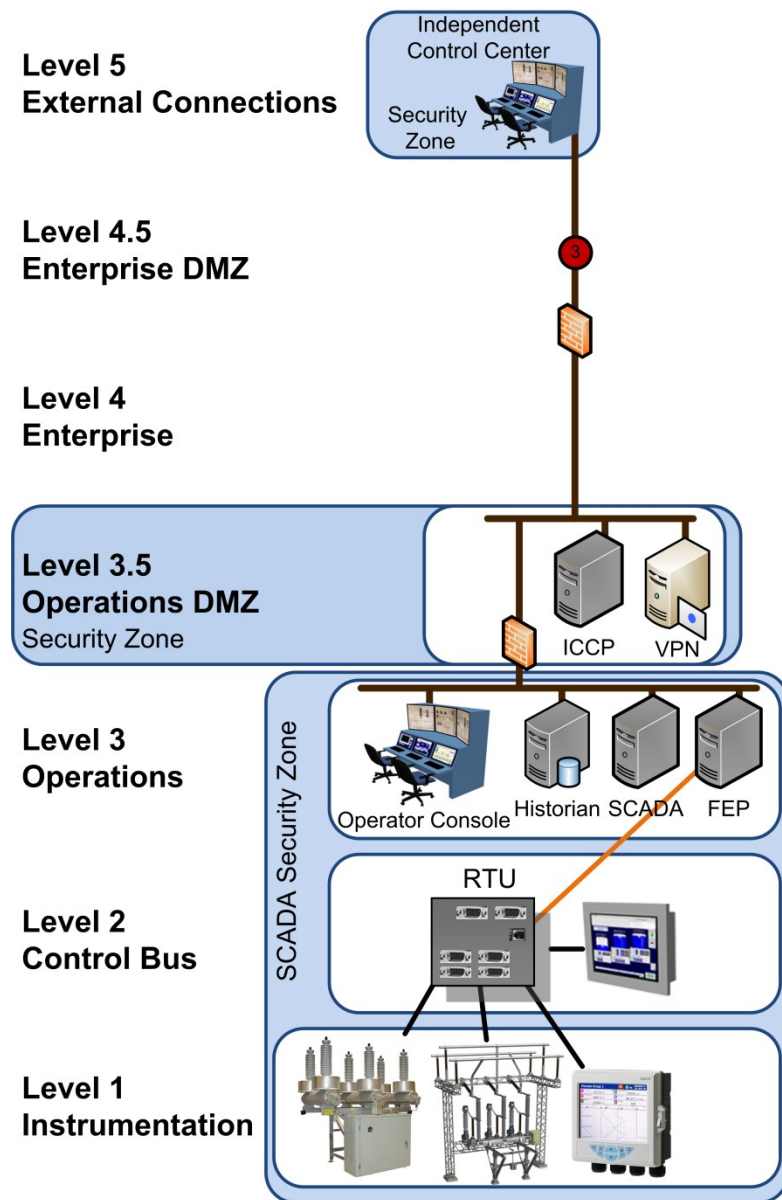 Level 5
External Connections
Independent
Control Center
Security
Zone
Level 4.5
Enterprise DMZ
3
Level 4
Enterprise
Level 3.5
Operations DMZ
Security Zone
ICCP
VPN
SCADA Security Zone
Level 3
Operations
Operator Console
Historian
SCADA
FEP
Level 2
Control Bus
RTU
Level 1
Instrumentation